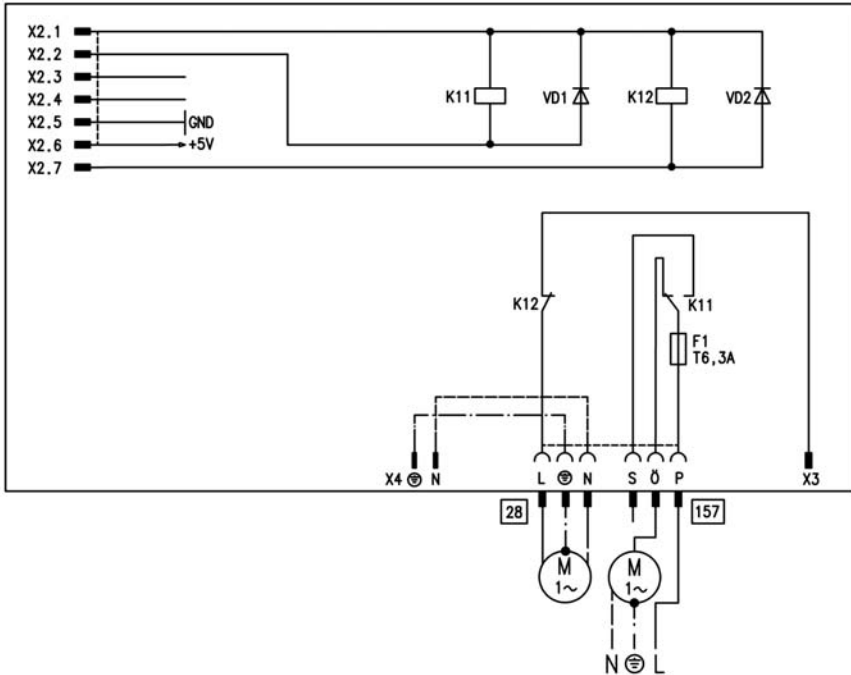 X2.1
X2.2
X2.3
X2.4
X2.5 GND
X2.6 +5V
X2.7
K11 VD1 K12 VD2
K12 K11
F1
T6,3A
X4 N L N S Ö P X3
28 157
M M
1~ 1~
N L